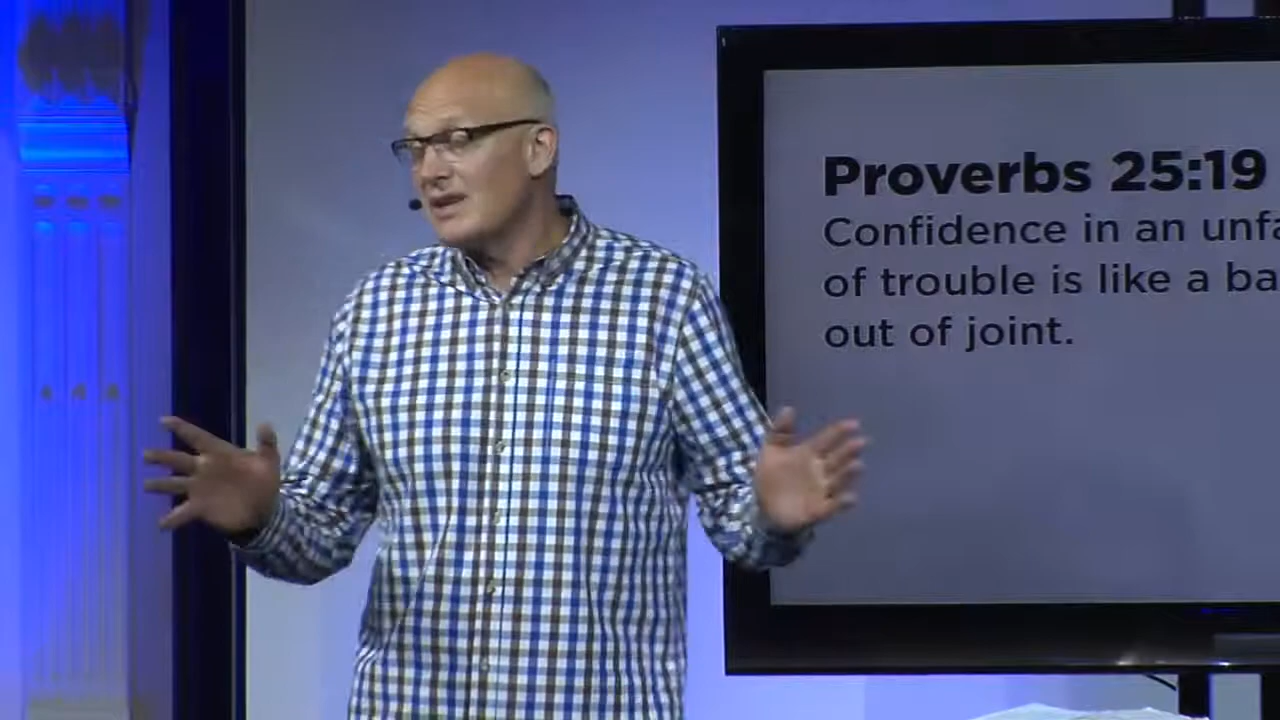 Proverbs 25:19
Confidence in an unfa
of trouble is like a ba
out of joint.